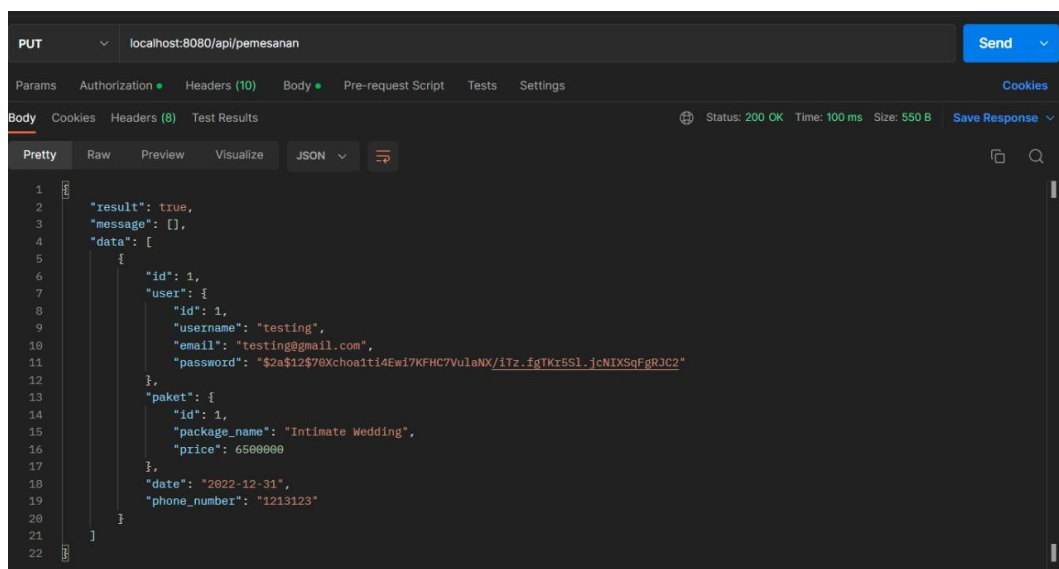 PUT localhost:8080/api/pemesanan Send
Params Authorization Headers (10) Body Pre-request Script Tests Settings Cookies
Body Cookies Headers (8) Test Results Status: 200 OK Time: 100 ms Size: 550 B Save Response
Pretty Raw Preview Visualize JSON
1 {
2 "result": true,
3 "message": [],
4 "data": [
5 {
6 "id": 1,
7 "user": {
8 "id": 1,
9 "username": "testing",
10 "email": "testing@gmail.com",
11 "password": "$2a$12$70Xchoa1ti4Ewi7KFHC7VulaNX/iTz.fgTKr5Sl.jcNIXSqFgRJC2"
12 },
13 "paket": {
14 "id": 1,
15 "package_name": "Intimate Wedding",
16 "price": 6500000
17 },
18 "date": "2022-12-31",
19 "phone_number": "1213123"
20 }
21 ]
22 }